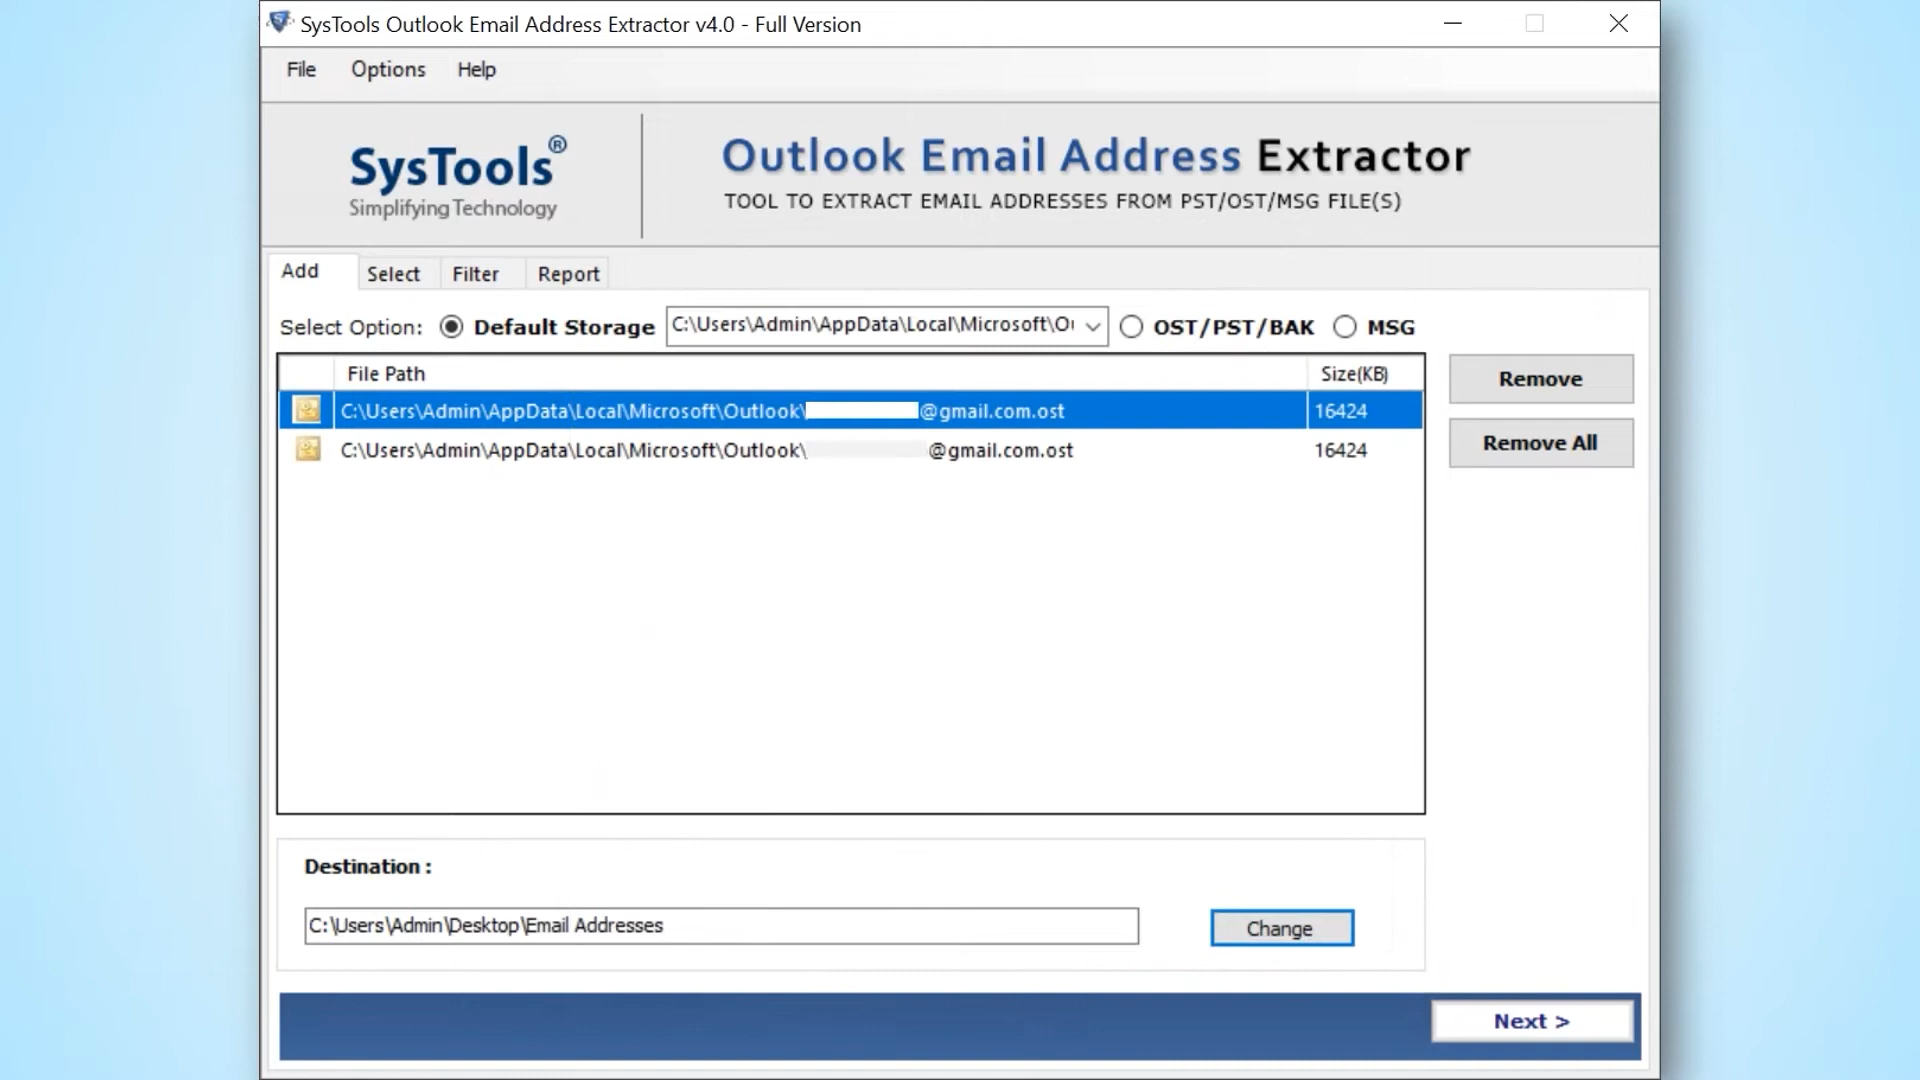 SysTools Outlook Email Address Extractor v4.0 - Full Version
File Options Help
SysTools®
Simplifying Technology
Outlook Email Address Extractor
TOOL TO EXTRACT EMAIL ADDRESSES FROM PST/OST/MSG FILE(S)
Add Select Filter Report
Select Option: Default Storage C:\Users\Admin\AppData\Local\Microsoft\O OST/PST/BAK MSG
File Path Size(KB)
C:\Users\Admin\AppData\Local\Microsoft\Outlook\ @gmail.com.ost 16424
C:\Users\Admin\AppData\Local\Microsoft\Outlook\ @gmail.com.ost 16424
Remove
Remove All
Destination :
C:\Users\Admin\Desktop\Email Addresses
Change
Next >